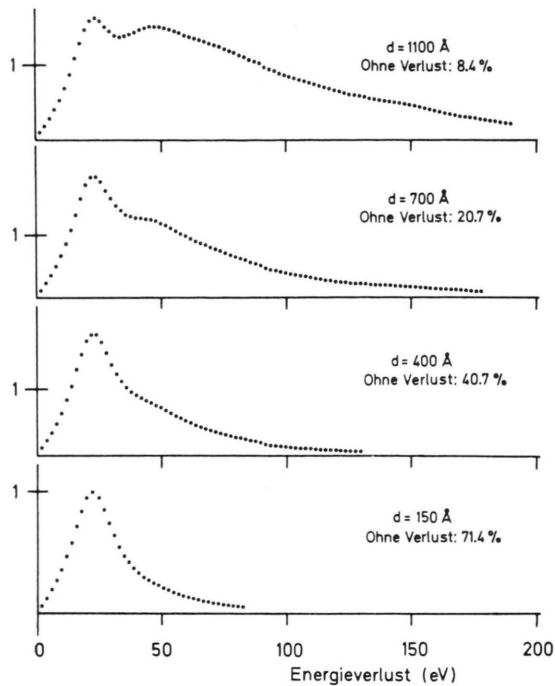 d = 1100 Å
Ohne Verlust: 8.4 %
1
d = 700 Å
Ohne Verlust: 20.7 %
1
d = 400 Å
Ohne Verlust: 40.7 %
1
d = 150 Å
Ohne Verlust: 71.4 %
1
0 50 100 150 200
Energieverlust (eV)